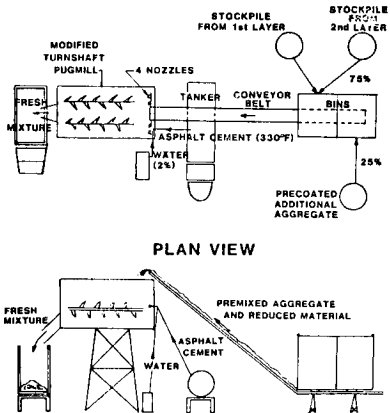 STOCKPILE
FROM 1st LAYER
STOCKPILE
FROM
2nd LAYER
MODIFIED
TURNSHAFT
PUGMILL
4 NOZZLES
TANKER
CONVEYOR
BELT
75%
BINS
FRESH
MIXTURE
ASPHALT CEMENT (330°F)
WATER
(2%)
25%
PRECOATED
ADDITIONAL
AGGREGATE
PLAN VIEW
FRESH
MIXTURE
PREMIXED AGGREGATE
AND REDUCED MATERIAL
ASPHALT
CEMENT
WATER